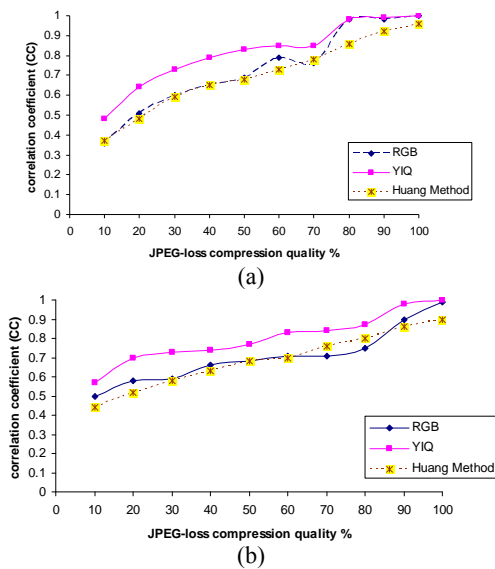 correlation coefficient (CC)
1
0.9
0.8
0.7
0.6
0.5
0.4
0.3
0.2
0.1
0
10 20 30 40 50 60 70 80 90 100
JPEG-loss compression quality %
RGB
YIQ
Huang Method
(a)
correlation coefficient (CC)
1
0.9
0.8
0.7
0.6
0.5
0.4
0.3
0.2
0.1
0
10 20 30 40 50 60 70 80 90 100
JPEG-loss compression quality %
RGB
YIQ
Huang Method
(b)